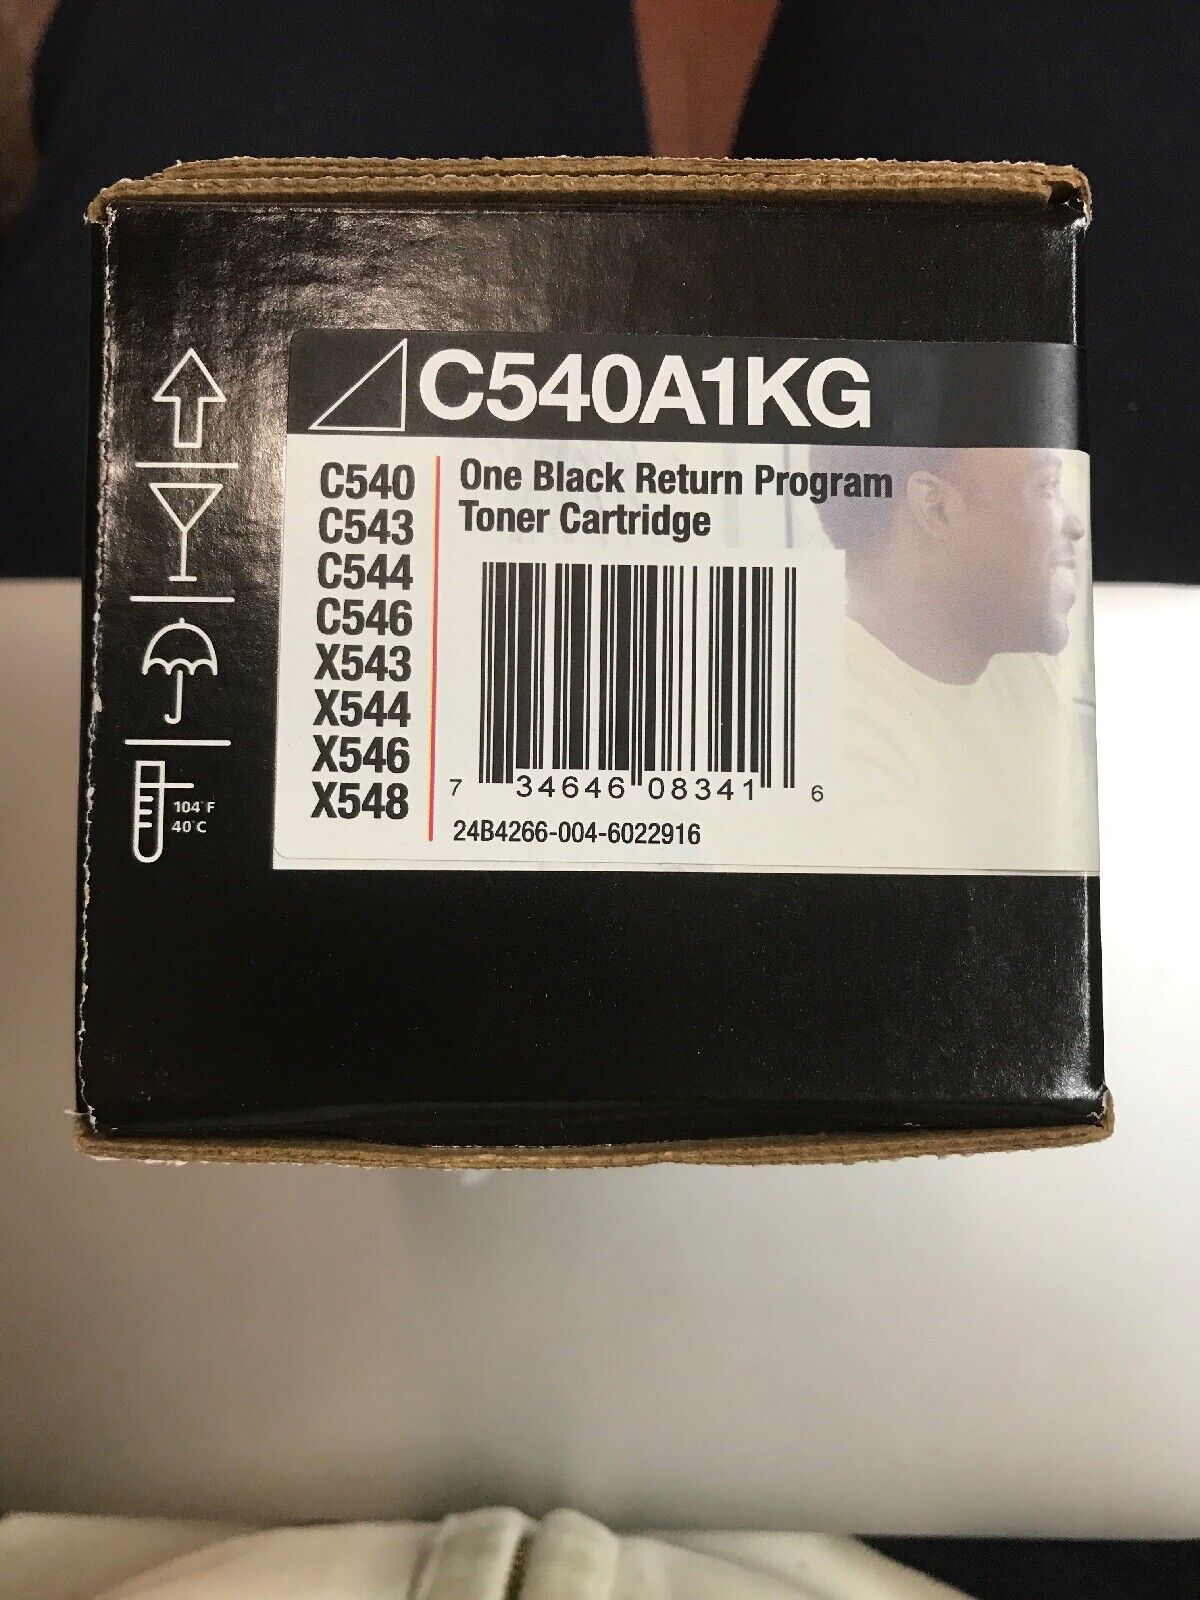 C540A1KG
C540
C543
C544
C546
X543
X544
X546
X548
One Black Return Program
Toner Cartridge
7 34646 08341 6
24B4266-004-6022916
104°F
40°C